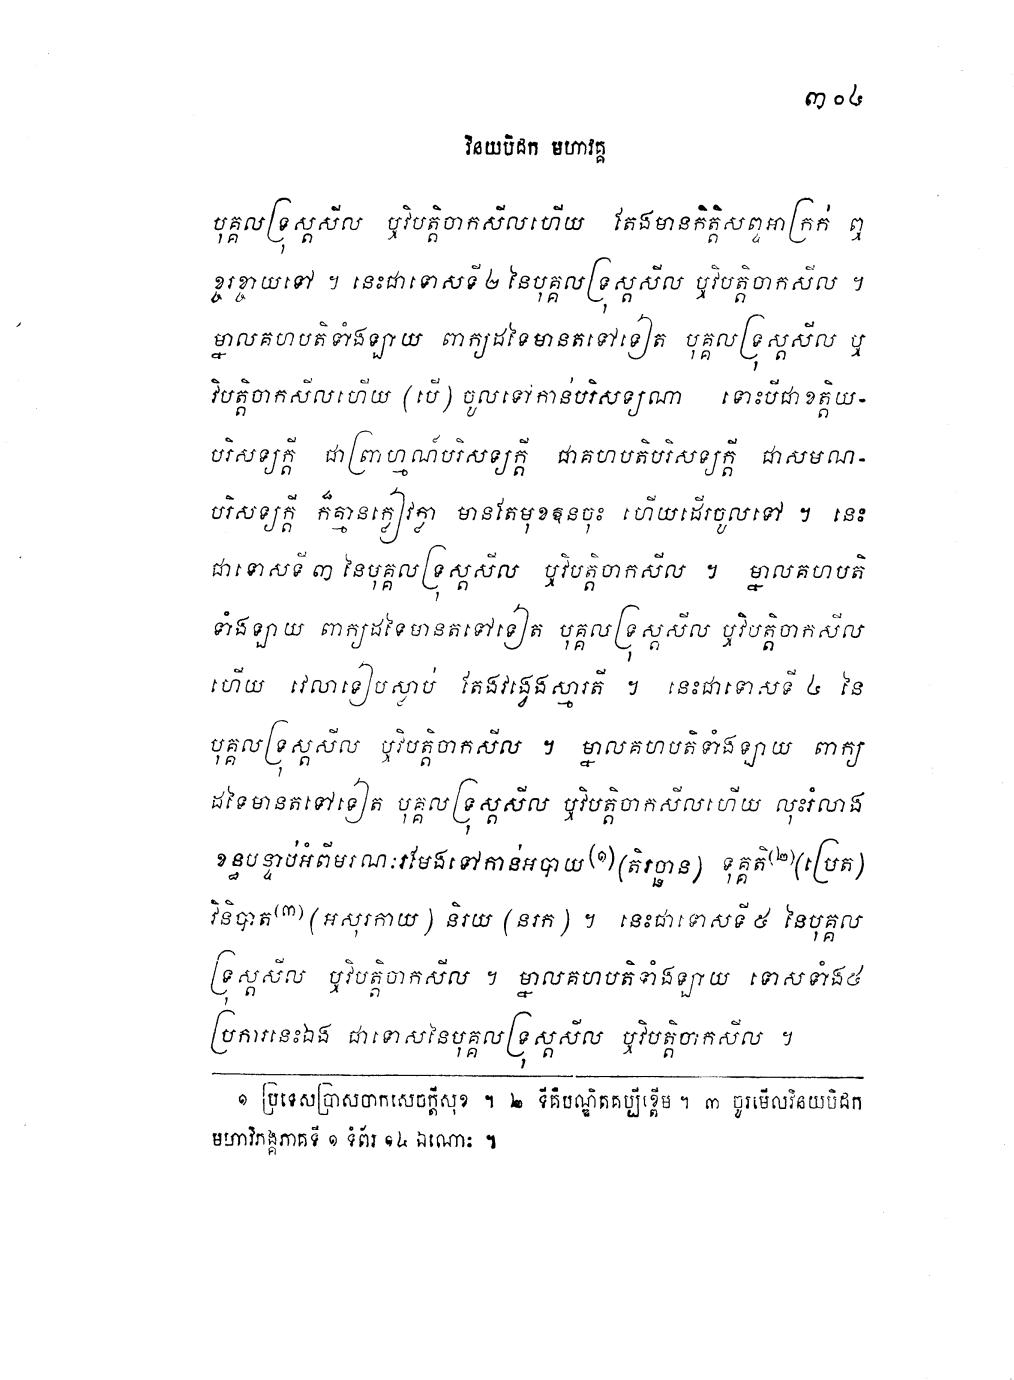 ៣០៤
វិនយបិដក មហាវគ្គ
បុគ្គលទ្រុស្តសីល ឬវិបត្តិចាកសីលហើយ តែងមានកិត្តិសព្ទអាក្រក់ ឮ
ខ្ចរខ្ចាយទៅ ។ នេះជាទោសទី២ នៃបុគ្គលទ្រុស្តសីល ឬវិបត្តិចាកសីល ។
ម្នាលគហបតិទាំងឡាយ ពាក្យដទៃមានតទៅទៀត បុគ្គលទ្រុស្តសីល ឬ
វិបត្តិចាកសីលហើយ (បើ) ចូលទៅកាន់បរិសទ្យណា ទោះបីជាខត្តិយ-
បរិសទ្យក្តី ជាព្រាហ្មណ៍បរិសទ្យក្តី ជាគហបតិបរិសទ្យក្តី ជាសមណ-
បរិសទ្យក្តី ក៏គ្មានក្លៀវក្លា មានតែមុខឱនចុះ ហើយដើរចូលទៅ ។ នេះ
ជាទោសទី ៣ នៃបុគ្គលទ្រុស្តសីល ឬវិបត្តិចាកសីល ។ ម្នាលគហបតិ
ទាំងឡាយ ពាក្យដទៃមានតទៅទៀត បុគ្គលទ្រុស្តសីល ឬវិបត្តិចាកសីល
ហើយ វេលាទៀបស្លាប់ តែងវង្វេងស្មារតី ។ នេះជាទោសទី ៤ នៃ
បុគ្គលទ្រុស្តសីល ឬវិបត្តិចាកសីល ។ ម្នាលគហបតិទាំងឡាយ ពាក្យ
ដទៃមានតទៅទៀត បុគ្គលទ្រុស្តសីល ឬវិបត្តិចាកសីលហើយ លុះរំលាង
ខន្ធបន្ទាប់អំពីមរណៈរមែងទៅកាន់អបាយ(១) (តិរច្ឆាន) ទុគ្គតិ(២) (ប្រេត)
វិនិបាត(៣) (អសុរកាយ) និរយ (នរក) ។ នេះជាទោសទី៥ នៃបុគ្គល
ទ្រុស្តសីល ឬវិបត្តិចាកសីល ។ ម្នាលគហបតិទាំងឡាយ ទោសទាំង៥
ប្រការនេះឯង ជាទោសនៃបុគ្គលទ្រុស្តសីល ឬវិបត្តិចាកសីល ។
១ ប្រទេសប្រាសចាកសេចក្តីសុខ ។ ២ ទីគឺបណ្ឌិតគប្បីខ្ពើម ។ ៣ ចូរមើលវិនយបិដក
មហាវិភង្គភាគទី ១ ទំព័រ ១៤ ឯណោះ ។